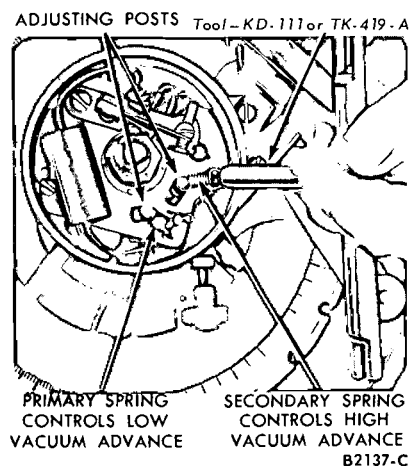 ADJUSTING POSTS Tool-KD-111 or TK-419-A
PRIMARY SPRING
CONTROLS LOW
VACUUM ADVANCE
SECONDARY SPRING
CONTROLS HIGH
VACUUM ADVANCE
B2137-C